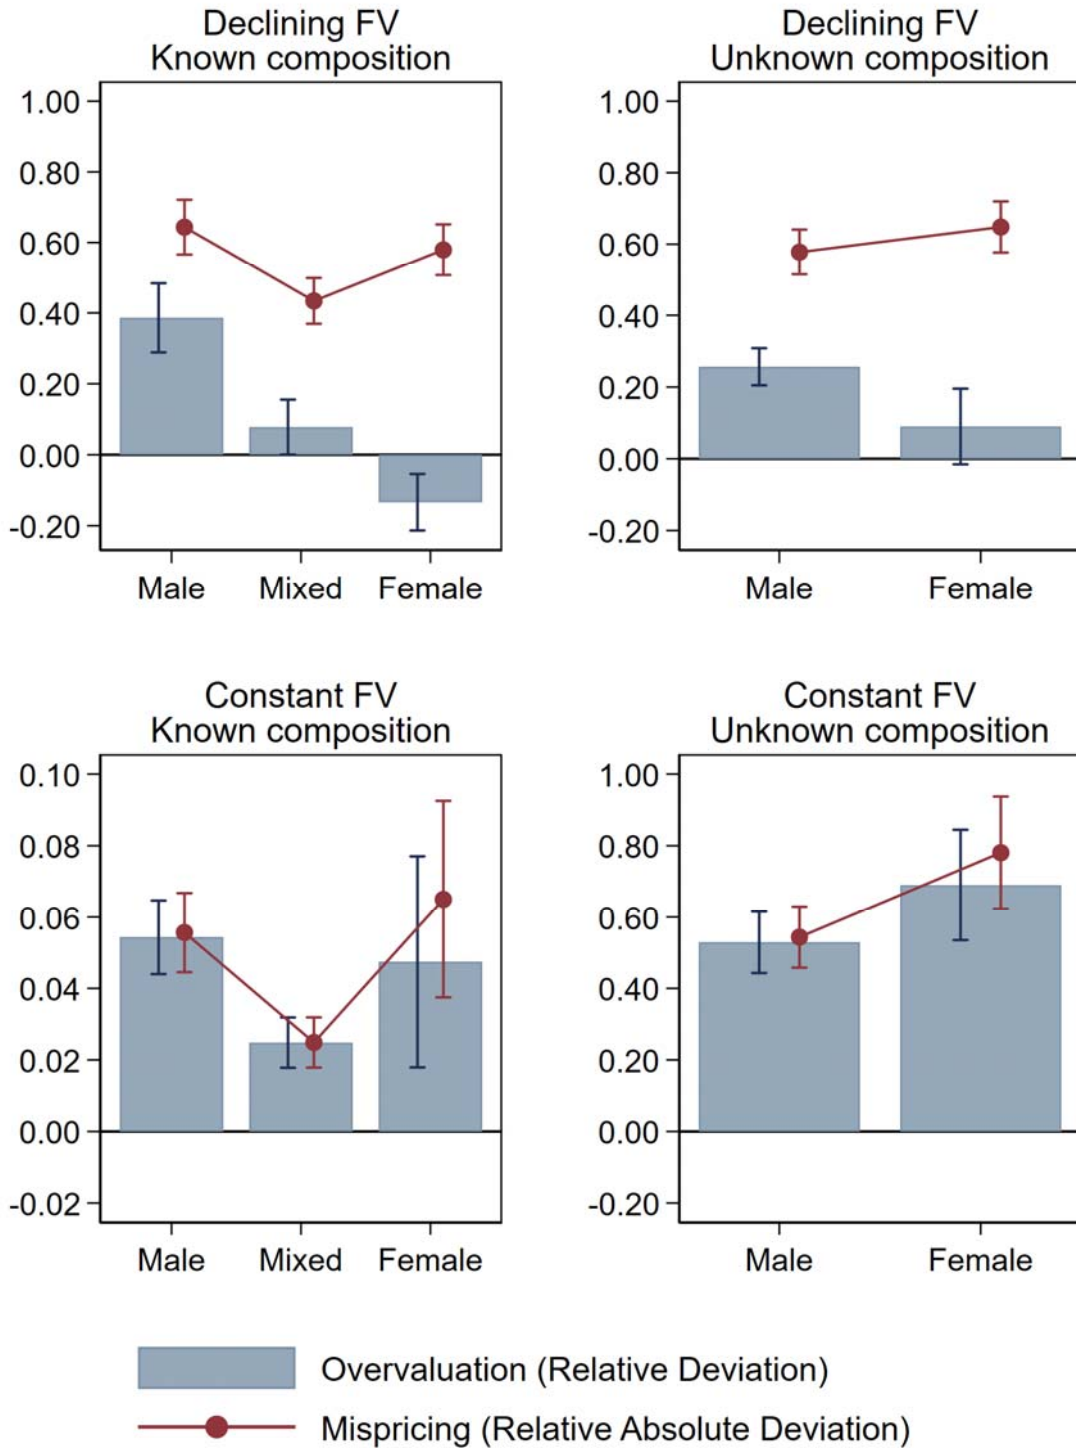 Declining FV
Known composition
1.00
0.80
0.60
0.40
0.20
0.00
-0.20
Male Mixed Female
Declining FV
Unknown composition
1.00
0.80
0.60
0.40
0.20
0.00
-0.20
Male Female
Constant FV
Known composition
0.10
0.08
0.06
0.04
0.02
0.00
-0.02
Male Mixed Female
Constant FV
Unknown composition
1.00
0.80
0.60
0.40
0.20
0.00
-0.20
Male Female
Overvaluation (Relative Deviation)
Mispricing (Relative Absolute Deviation)